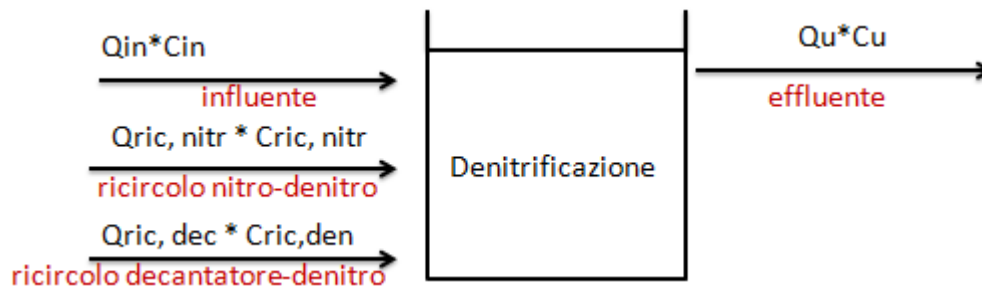 Qin*Cin
influente
Qric, nitr * Cric, nitr
ricircolo nitro-denitro
Qric, dec * Cric,den
ricircolo decantatore-denitro
Denitrificazione
Qu*Cu
effluente